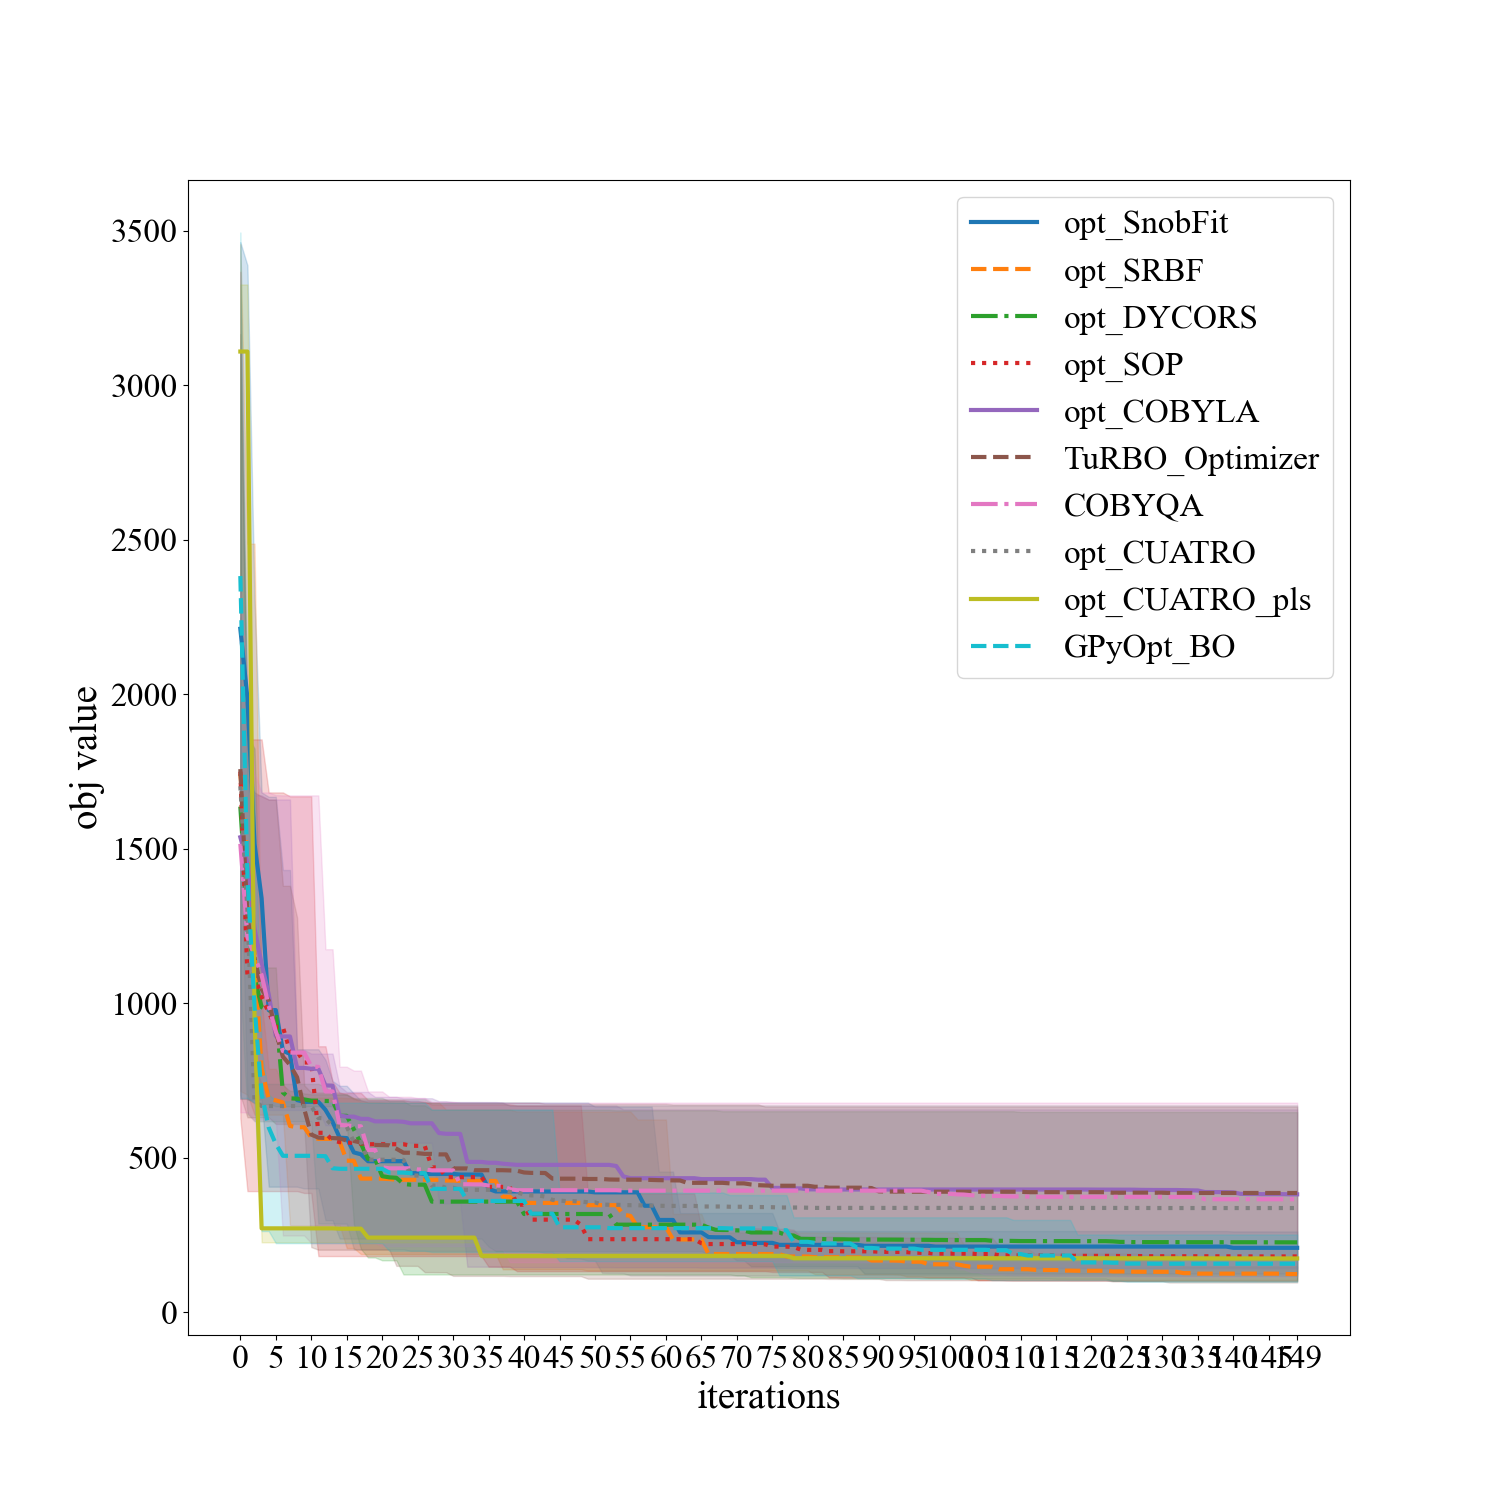 3500
3000
2500
2000
1500
1000
500
0
obj value
opt_SnobFit
opt_SRBF
opt_DYCORS
opt_SOP
opt_COBYLA
TuRBO_Optimizer
COBYQA
opt_CUATRO
opt_CUATRO_pls
GPyOpt_BO
0 5 10 15 20 25 30 35 40 45 50 55 60 65 70 75 80 85 90 95 100 105 110 115 120 125 130 135 140 145 149
iterations